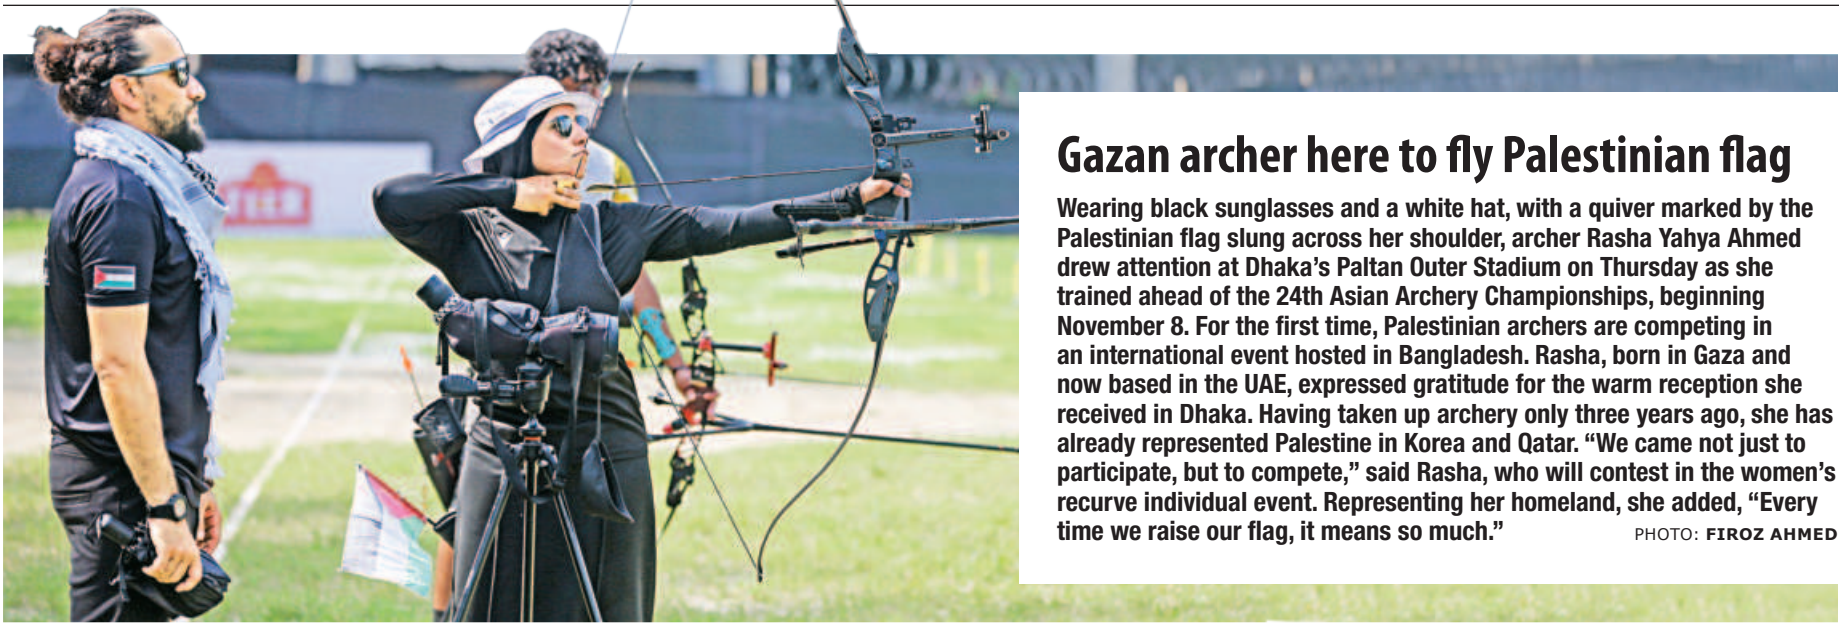 Gazan archer here to fly Palestinian flag
Wearing black sunglasses and a white hat, with a quiver marked by the
Palestinian flag slung across her shoulder, archer Rasha Yahya Ahmed
drew attention at Dhaka’s Paltan Outer Stadium on Thursday as she
trained ahead of the 24th Asian Archery Championships, beginning
November 8. For the first time, Palestinian archers are competing in
an international event hosted in Bangladesh. Rasha, born in Gaza and
now based in the UAE, expressed gratitude for the warm reception she
received in Dhaka. Having taken up archery only three years ago, she has
already represented Palestine in Korea and Qatar. “We came not just to
participate, but to compete,” said Rasha, who will contest in the women’s
recurve individual event. Representing her homeland, she added, “Every
time we raise our flag, it means so much.”
PHOTO: FIROZ AHMED